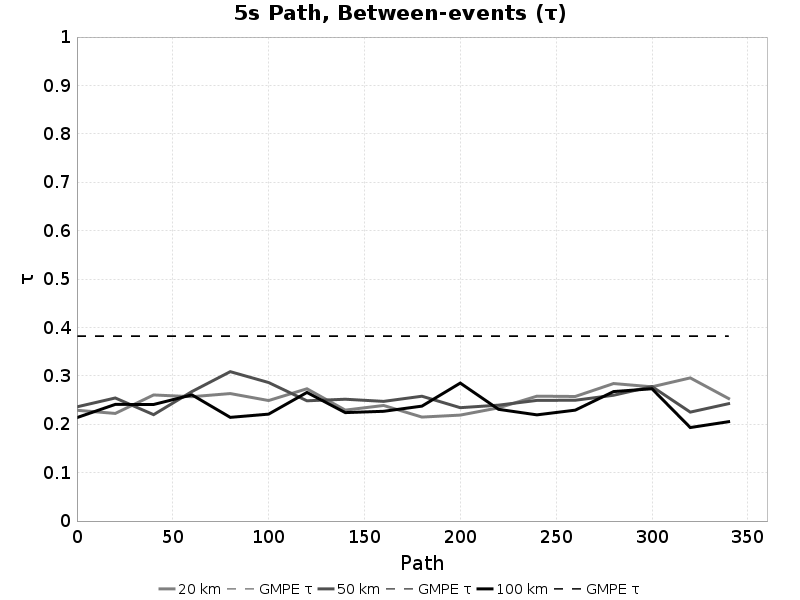 5s Path, Between-events (τ)
1
0.9
0.8
0.7
0.6
0.5
0.4
0.3
0.2
0.1
0
τ
0 50 100 150 200 250 300 350
Path
20 km GMPE τ 50 km GMPE τ 100 km GMPE τ